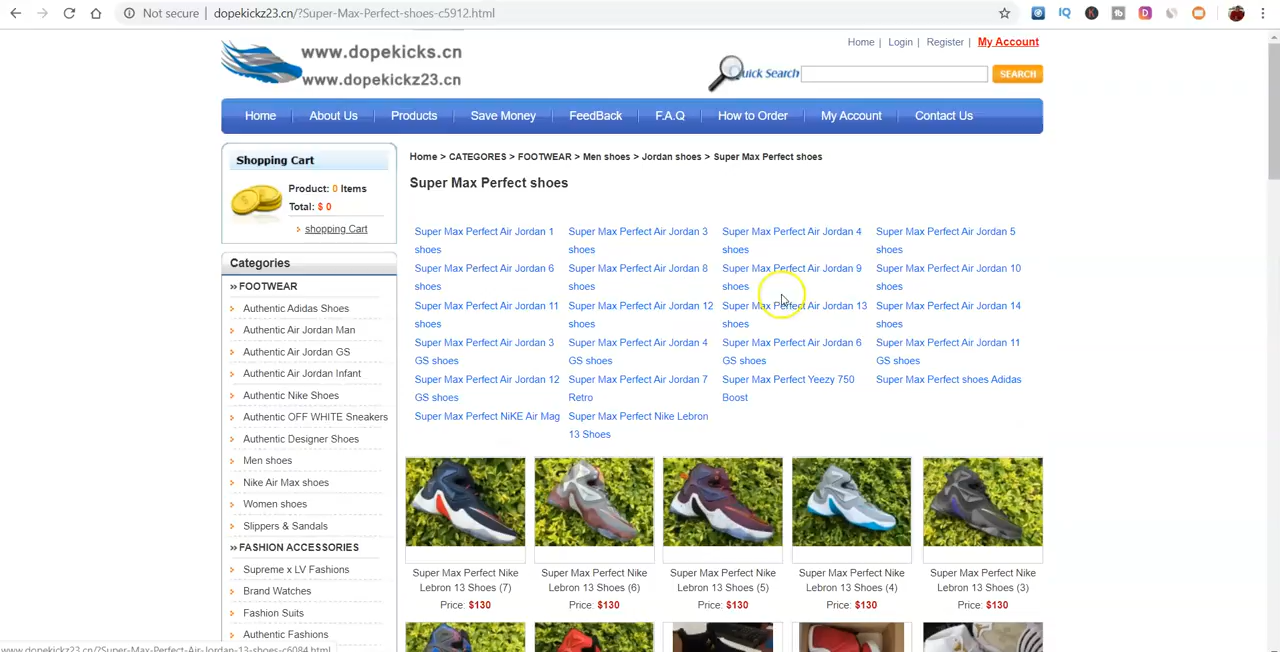 Not secure | dopekickz23.cn/?Super-Max-Perfect-shoes-c5912.html
IQ
K
tb
D
www.dopekicks.cn
www.dopekickz23.cn
Home | Login | Register | My Account
Quick Search SEARCH
Home About Us Products Save Money FeedBack F.A.Q How to Order My Account Contact Us
Shopping Cart
Product: 0 Items
Total: $ 0
shopping Cart
Categories
» FOOTWEAR
Authentic Adidas Shoes
Authentic Air Jordan Man
Authentic Air Jordan GS
Authentic Air Jordan Infant
Authentic Nike Shoes
Authentic OFF WHITE Sneakers
Authentic Designer Shoes
Men shoes
Nike Air Max shoes
Women shoes
Slippers & Sandals
» FASHION ACCESSORIES
Supreme x LV Fashions
Brand Watches
Fashion Suits
Authentic Fashions
Home > CATEGORES > FOOTWEAR > Men shoes > Jordan shoes > Super Max Perfect shoes
Super Max Perfect shoes
Super Max Perfect Air Jordan 1 shoes
Super Max Perfect Air Jordan 3 shoes
Super Max Perfect Air Jordan 4 shoes
Super Max Perfect Air Jordan 5 shoes
Super Max Perfect Air Jordan 6 shoes
Super Max Perfect Air Jordan 8 shoes
Super Max Perfect Air Jordan 9 shoes
Super Max Perfect Air Jordan 10 shoes
Super Max Perfect Air Jordan 11 shoes
Super Max Perfect Air Jordan 12 shoes
Super Max Perfect Air Jordan 13 shoes
Super Max Perfect Air Jordan 14 shoes
Super Max Perfect Air Jordan 3 GS shoes
Super Max Perfect Air Jordan 4 GS shoes
Super Max Perfect Air Jordan 6 GS shoes
Super Max Perfect Air Jordan 11 GS shoes
Super Max Perfect Air Jordan 12 GS shoes
Super Max Perfect Air Jordan 7 Retro
Super Max Perfect Yeezy 750 Boost
Super Max Perfect shoes Adidas
Super Max Perfect NiKE Air Mag
Super Max Perfect Nike Lebron 13 Shoes
Super Max Perfect Nike
Lebron 13 Shoes (7)
Price: $130
Super Max Perfect Nike
Lebron 13 Shoes (6)
Price: $130
Super Max Perfect Nike
Lebron 13 Shoes (5)
Price: $130
Super Max Perfect Nike
Lebron 13 Shoes (4)
Price: $130
Super Max Perfect Nike
Lebron 13 Shoes (3)
Price: $130
www.dopekickz23.cn/?Super-Max-Perfect-Air-Jordan-13-shoes-c6084.html